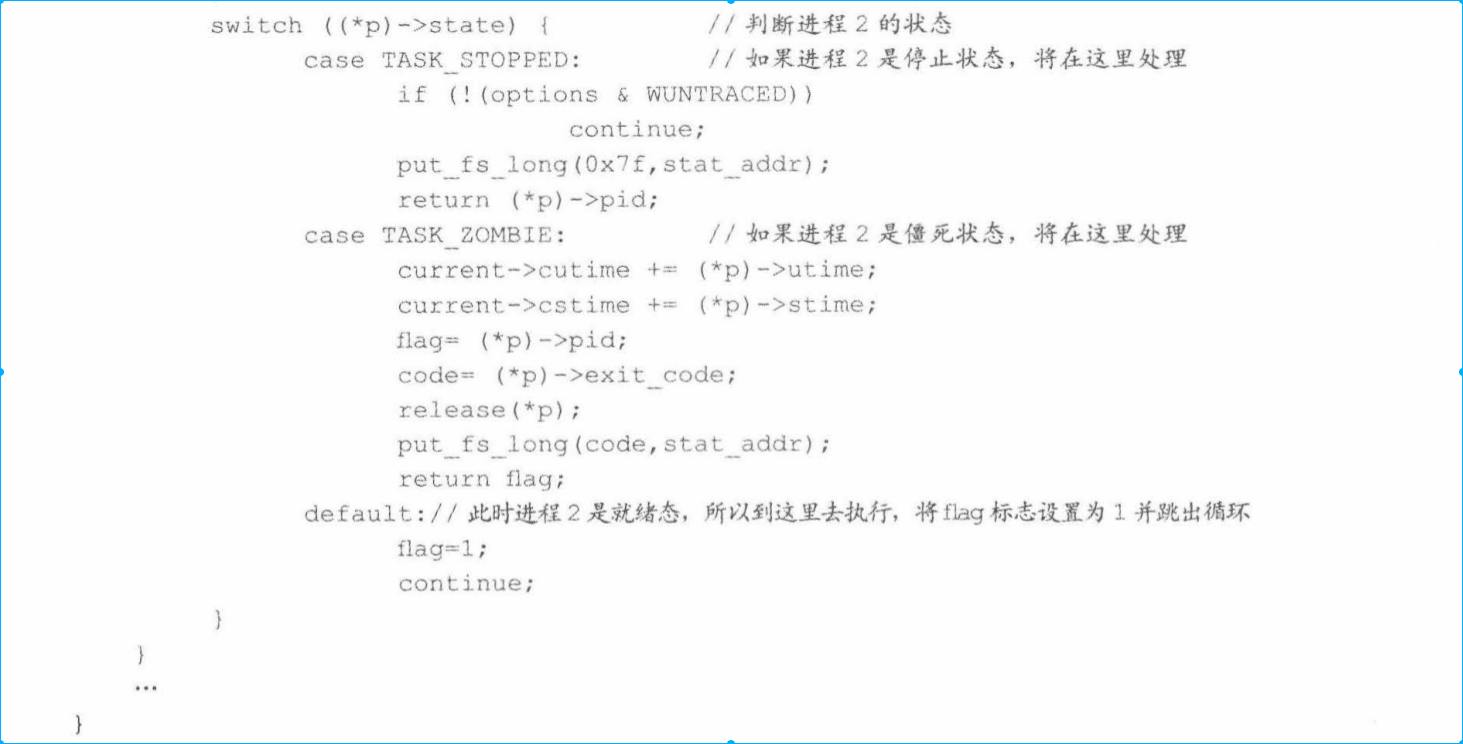 switch ((*p)->state) { // 判断进程 2 的状态
case TASK_STOPPED: // 如果进程 2 是停止状态，将在这里处理
if (!(options & WUNTRACED))
continue;
put_fs_long(0x7f,stat_addr);
return (*p)->pid;
case TASK_ZOMBIE: // 如果进程 2 是僵死状态，将在这里处理
current->cutime += (*p)->utime;
current->cstime += (*p)->stime;
flag= (*p)->pid;
code= (*p)->exit_code;
release(*p);
put_fs_long(code,stat_addr);
return flag;
default:// 此时进程 2 是就绪态，所以到这里去执行，将 flag 标志设置为 1 并跳出循环
flag=1;
continue;
}
}
…
}